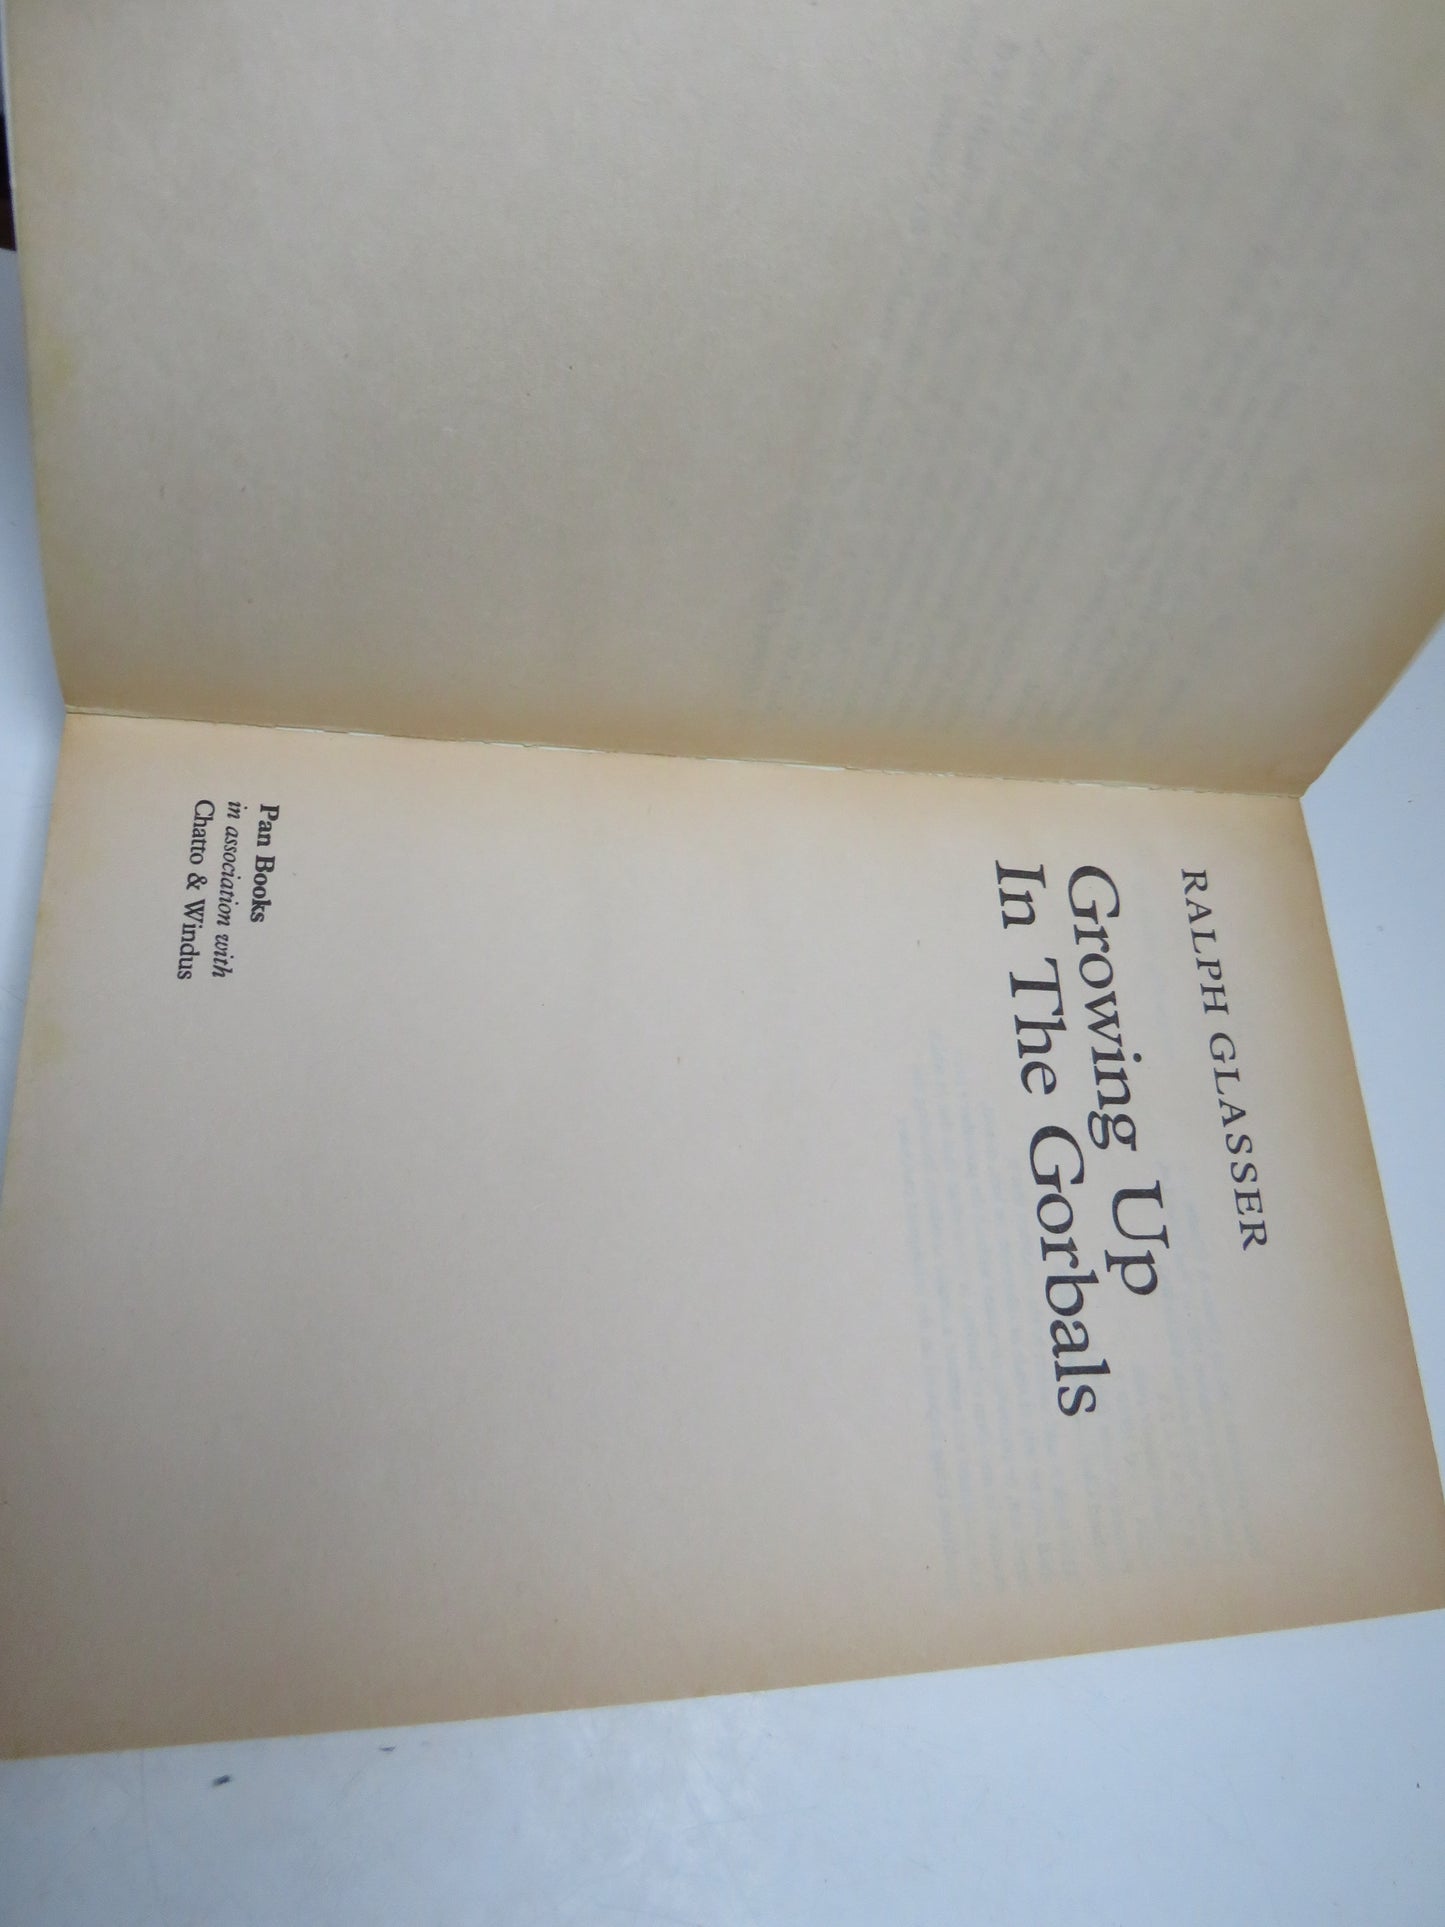 RALPH GLASSER
Growing Up
In The Gorbals
Pan Books
in association with
Chatto & Windus